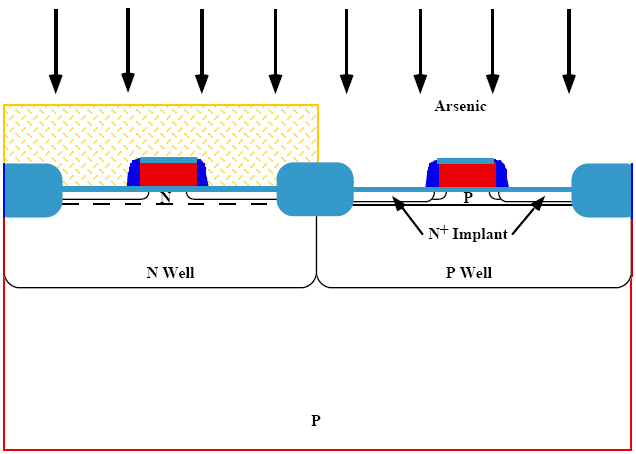 Arsenic
N
P
N+ Implant
N Well
P Well
P